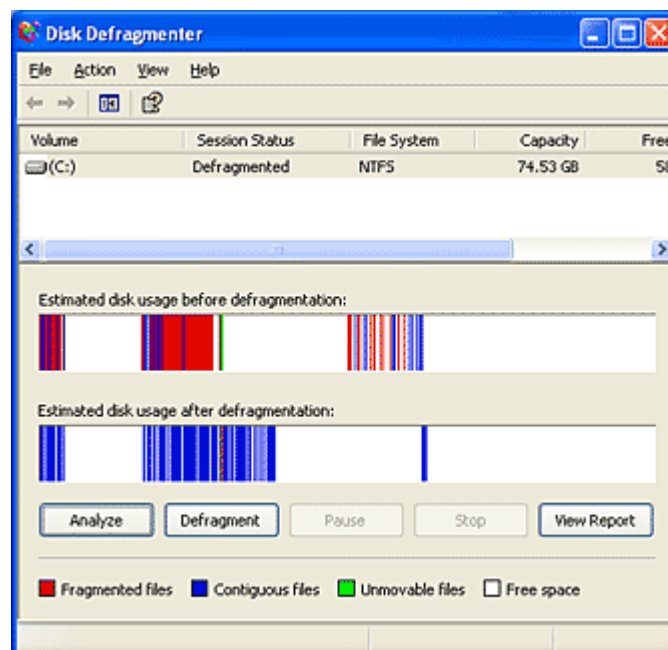 Disk Defragmenter
File Action View Help
Volume Session Status File System Capacity Free
(C:) Defragmented NTFS 74.53 GB
Estimated disk usage before defragmentation:
Estimated disk usage after defragmentation:
Analyze Defragment Pause Stop View Report
Fragmented files Contiguous files Unmovable files Free space